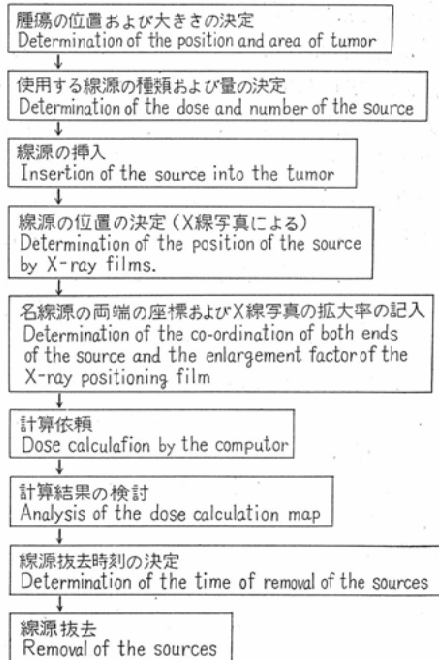 腫瘍の位置および大きさの決定
Determination of the position and area of tumor
使用する線源の種類および量の決定
Determination of the dose and number of the source
線源の挿入
Insertion of the source into the tumor
線源の位置の決定(X線写真による)
Determination of the position of the source
by X-ray films.
各線源の両端の座標およびX線写真の拡大率の記入
Determination of the co-ordination of both ends
of the source and the enlargement factor of the
X-ray positioning film
計算依頼
Dose calculation by the computor
計算結果の検討
Analysis of the dose calculation map
線源抜去時刻の決定
Determination of the time of removal of the sources
線源抜去
Removal of the sources